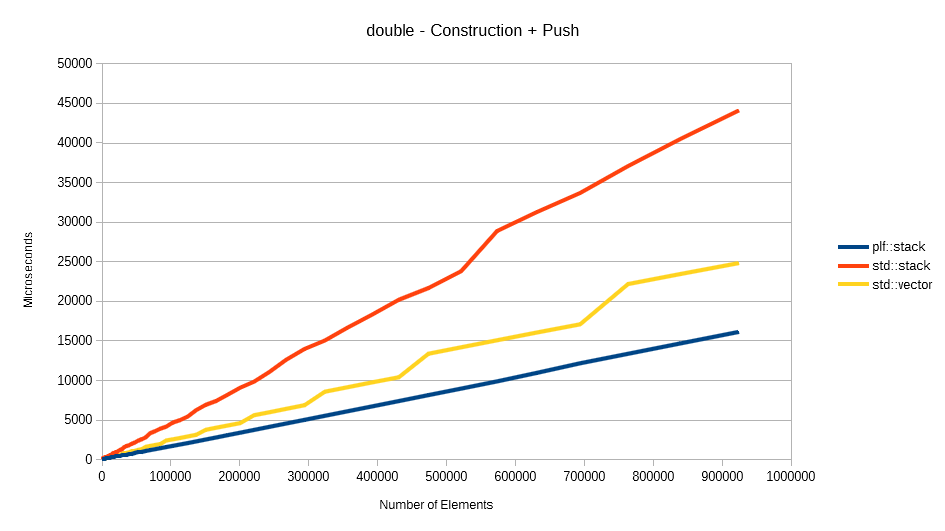 double - Construction + Push
50000
45000
40000
35000
30000
25000
20000
15000
10000
5000
0
Microseconds
0 100000 200000 300000 400000 500000 600000 700000 800000 900000 1000000
Number of Elements
plf::stack
std::stack
std::vector